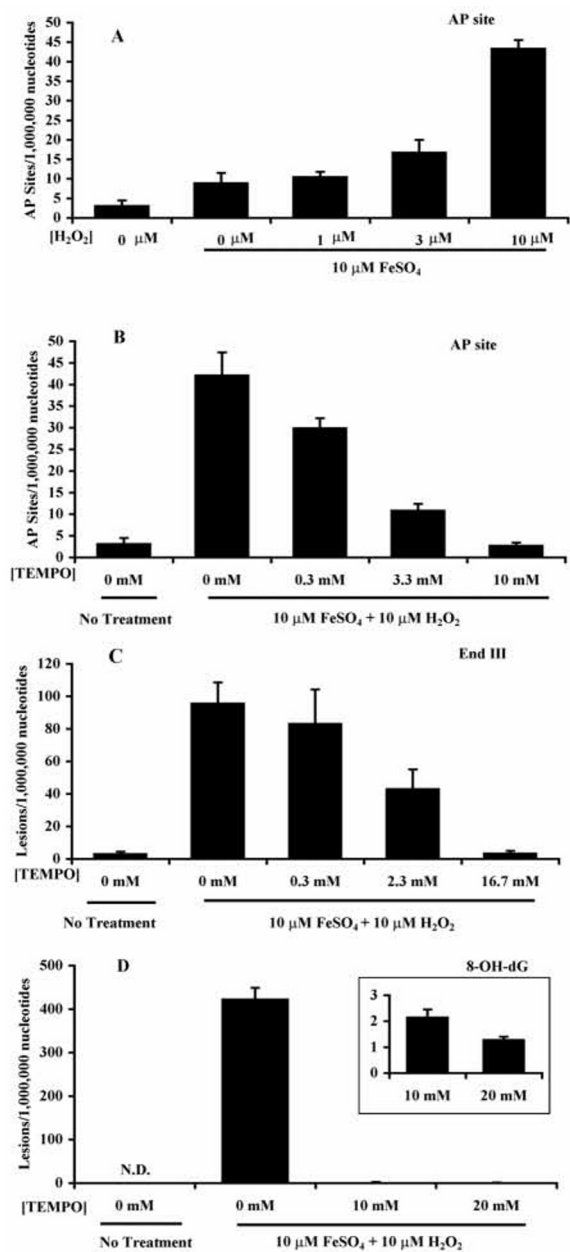 A AP site
AP Sites/1,000,000 nucleotides
50
45
40
35
30
25
20
15
10
5
0
[H₂O₂] 0 μM 0 μM 1 μM 3 μM 10 μM
10 μM FeSO₄
B AP site
AP Sites/1,000,000 nucleotides
50
45
40
35
30
25
20
15
10
5
0
[TEMPO] 0 mM 0 mM 0.3 mM 3.3 mM 10 mM
No Treatment 10 μM FeSO₄ + 10 μM H₂O₂
C End III
Lesions/1,000,000 nucleotides
120
100
80
60
40
20
0
[TEMPO] 0 mM 0 mM 0.3 mM 2.3 mM 16.7 mM
No Treatment 10 μM FeSO₄ + 10 μM H₂O₂
D 8-OH-dG
Lesions/1,000,000 nucleotides
500
400
300
200
100
0
3
2
1
0
10 mM 20 mM
N.D.
[TEMPO] 0 mM 0 mM 10 mM 20 mM
No Treatment 10 μM FeSO₄ + 10 μM H₂O₂